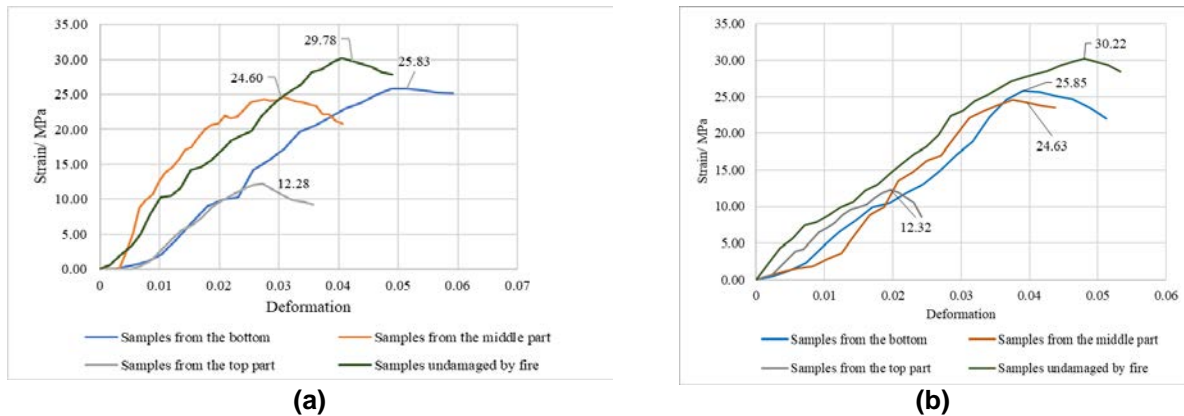 35.00
30.00
25.00
20.00
15.00
10.00
5.00
0.00
Strain/ MPa
29.78
24.60
25.83
12.28
0 0.01 0.02 0.03 0.04 0.05 0.06 0.07
Deformation
Samples from the bottom Samples from the middle part
Samples from the top part Samples undamaged by fire
(a)
35.00
30.00
25.00
20.00
15.00
10.00
5.00
0.00
Strain/ MPa
30.22
25.85
24.63
12.32
0 0.01 0.02 0.03 0.04 0.05 0.06
Deformation
Samples from the bottom Samples from the middle part
Samples from the top part Samples undamaged by fire
(b)